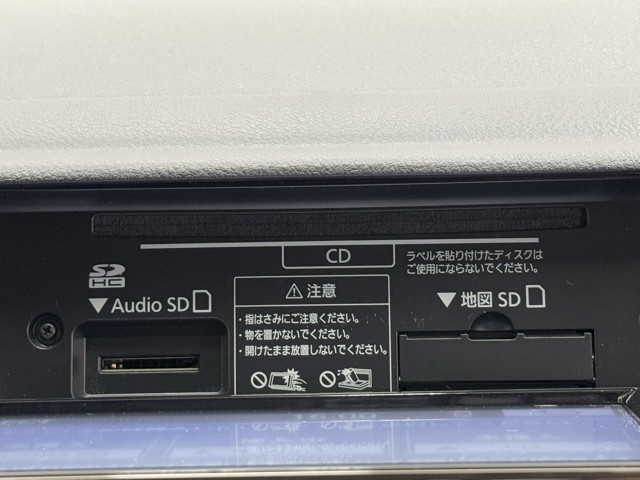 CD
ラベルを貼り付けたディスクは
ご使用にならないでください。
SD
HC
▼Audio SD
⚠注意
・指はさみにご注意ください。
・物を置かないでください。
・開けたまま放置しないでください。
▼地図 SD